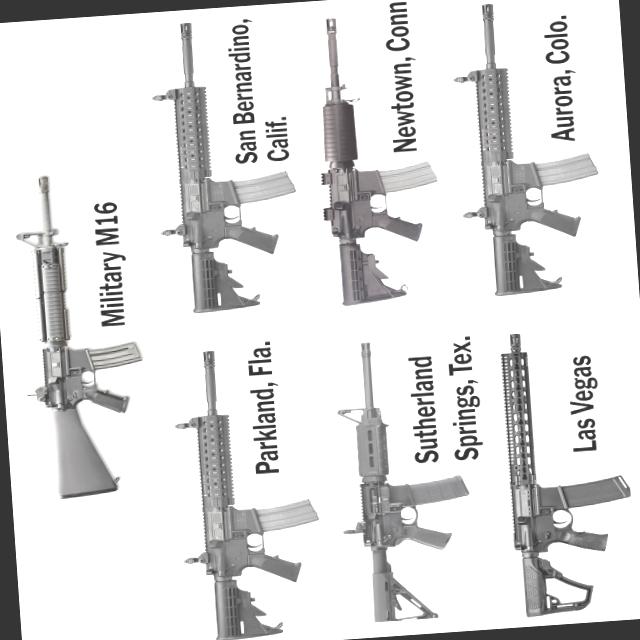 Military M16
San Bernardino,
Calif.
Newtown, Conn
Aurora, Colo.
Parkland, Fla.
Sutherland
Springs, Tex.
Las Vegas